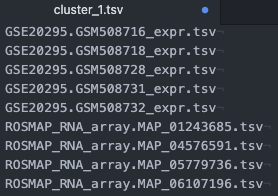 cluster_1.tsv
GSE20295.GSM508716_expr.tsv
GSE20295.GSM508718_expr.tsv
GSE20295.GSM508728_expr.tsv
GSE20295.GSM508731_expr.tsv
GSE20295.GSM508732_expr.tsv
ROSMAP_RNA_array.MAP_01243685.tsv
ROSMAP_RNA_array.MAP_04576591.tsv
ROSMAP_RNA_array.MAP_05779736.tsv
ROSMAP_RNA_array.MAP_06107196.tsv